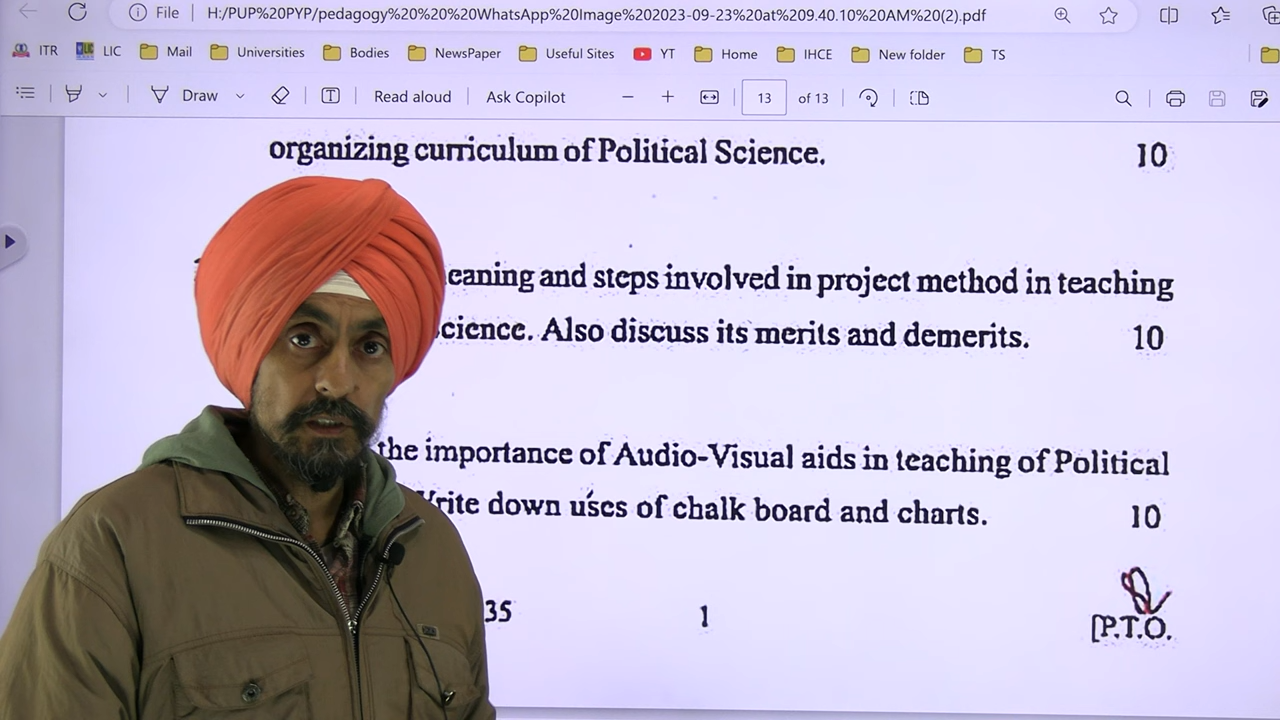 File H:/PUP%20PYP/pedagogy%20%20%20WhatsApp%20Image%202023-09-23%20at%209.40.10%20AM%20(2).pdf
ITR LIC Mail Universities Bodies NewsPaper Useful Sites YT Home IHCE New folder TS
Draw Read aloud Ask Copilot 13 of 13
organizing curriculum of Political Science. 10
eaning and steps involved in project method in teaching
cience. Also discuss its merits and demerits. 10
the importance of Audio-Visual aids in teaching of Political
rite down uses of chalk board and charts. 10
35 1 [P.T.O.